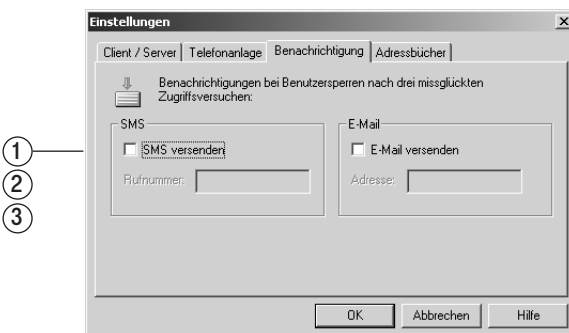 Einstellungen
Client / Server Telefonanlage Benachrichtigung Adressbücher
Benachrichtigungen bei Benutzersperren nach drei missglückten
Zugriffsversuchen:
SMS
SMS versenden
Rufnummer:
E-Mail
E-Mail versenden
Adresse:
1
2
3
OK Abbrechen Hilfe